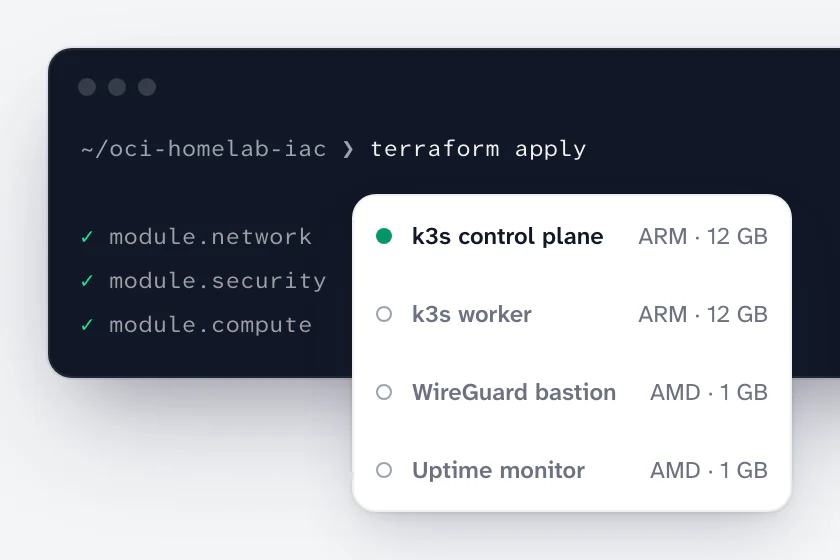 ~/oci-homelab-iac ❯ terraform apply
✓ module.network
✓ module.security
✓ module.compute
k3s control plane ARM · 12 GB
k3s worker ARM · 12 GB
WireGuard bastion AMD · 1 GB
Uptime monitor AMD · 1 GB